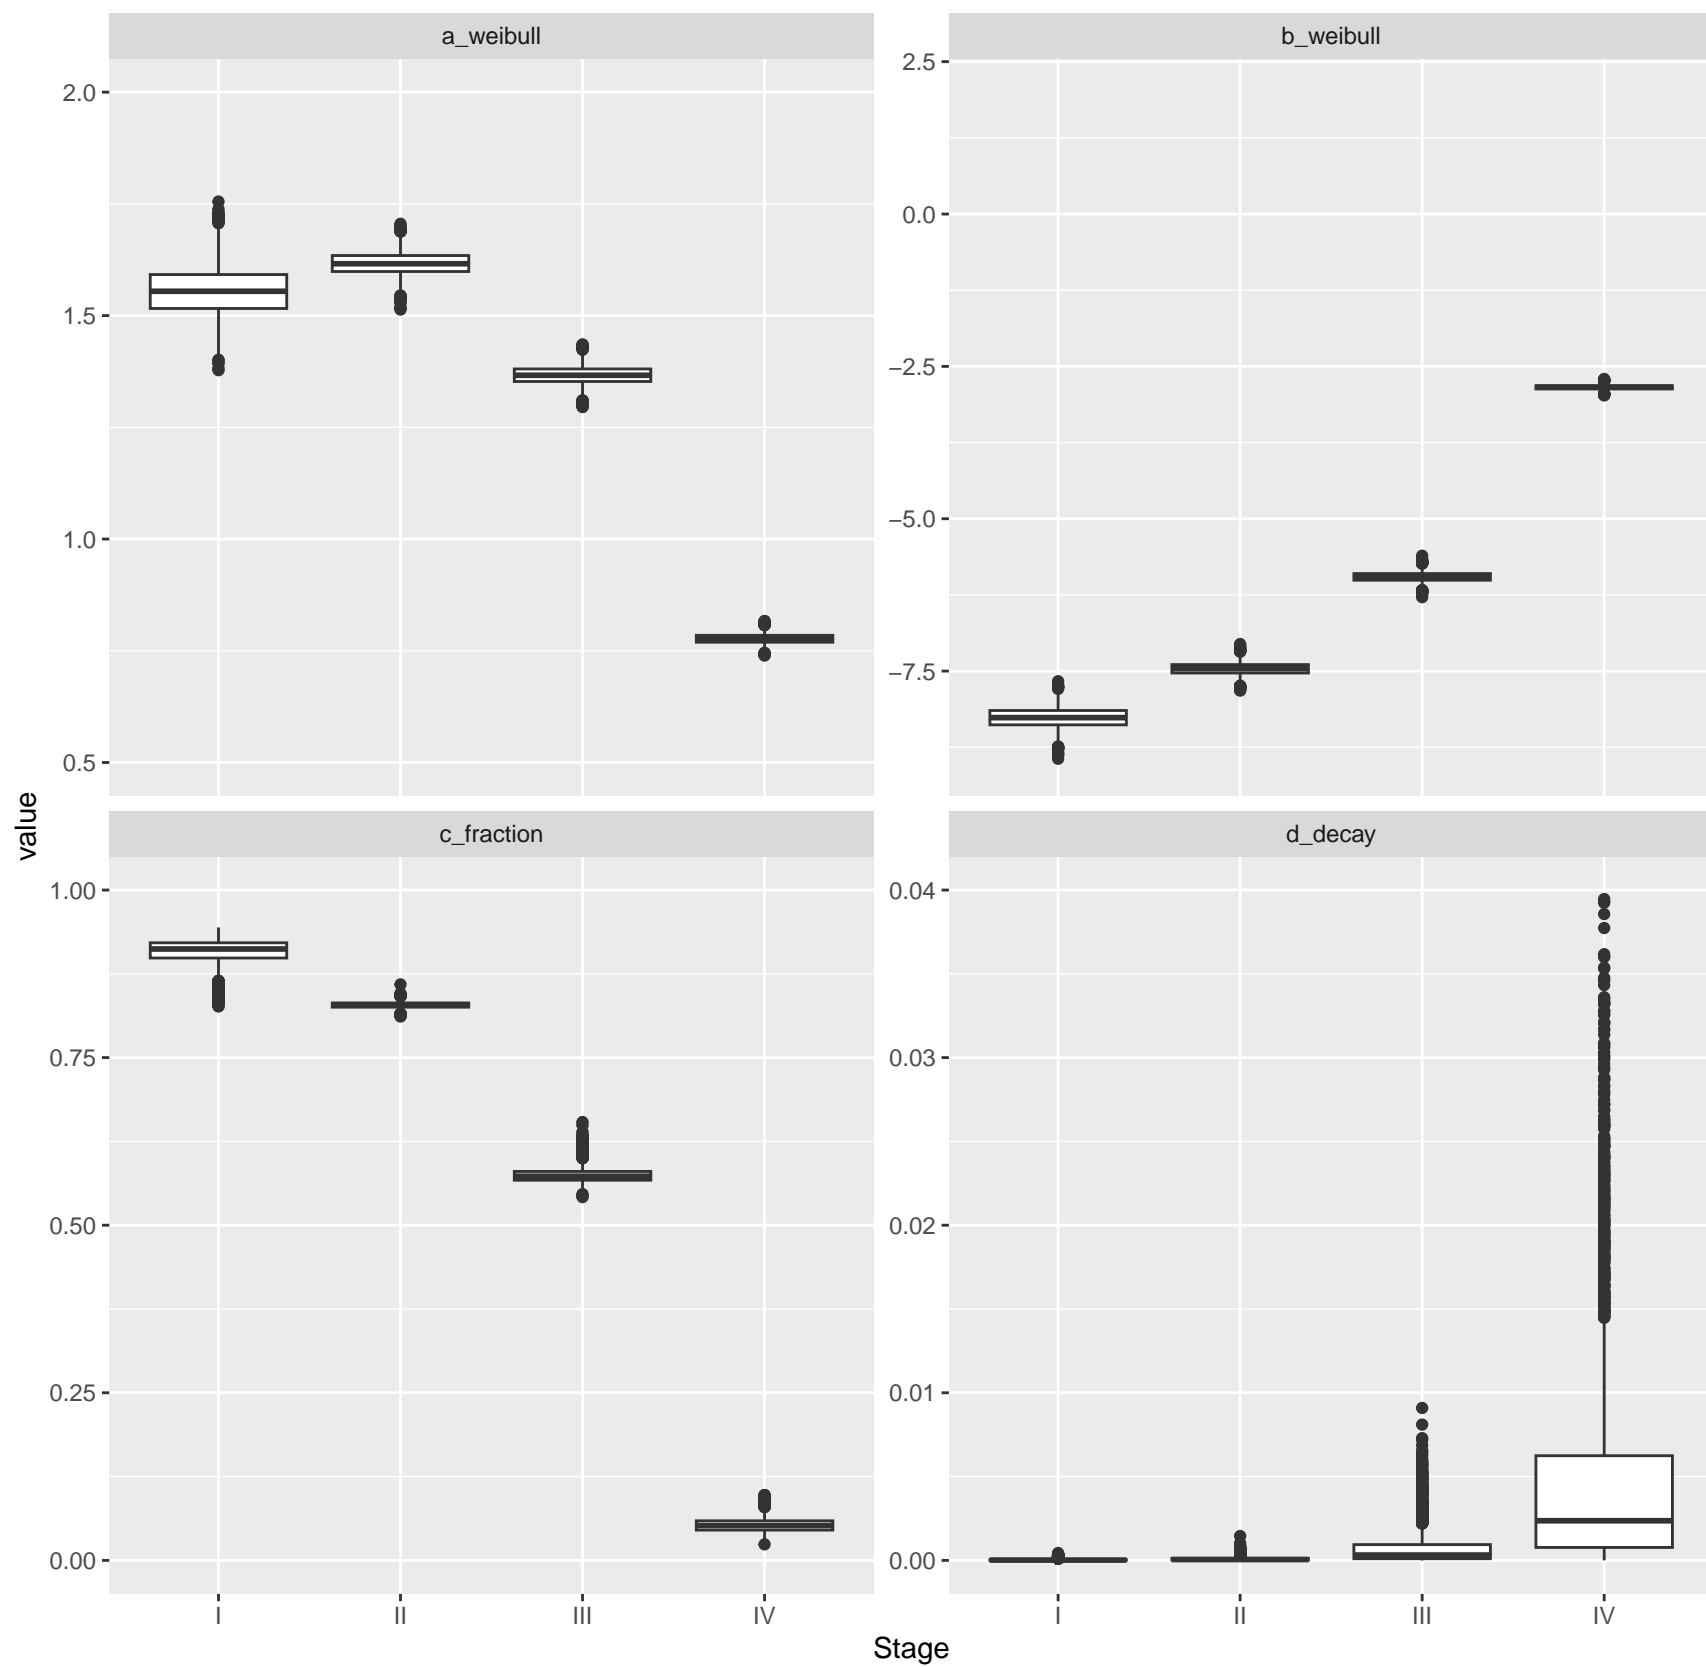 a_weibull
b_weibull
2.0
1.5
1.0
0.5
2.5
0.0
−2.5
−5.0
−7.5
value
c_fraction
d_decay
1.00
0.75
0.50
0.25
0.00
0.04
0.03
0.02
0.01
0.00
I II III IV
I II III IV
Stage